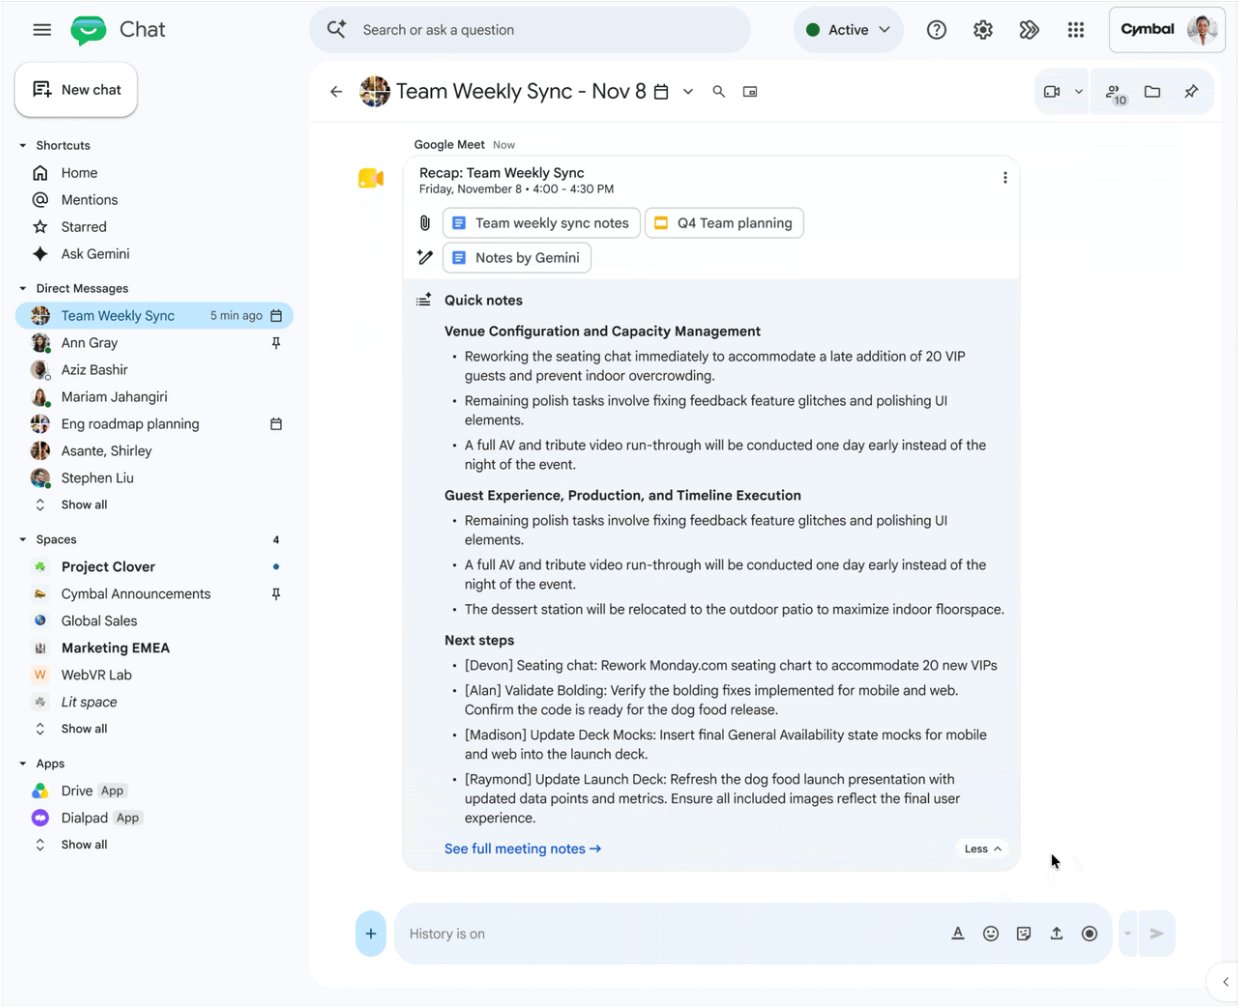 Chat
Search or ask a question
Active
Cymbal
New chat
Shortcuts
Home
Mentions
Starred
Ask Gemini
Direct Messages
Team Weekly Sync 5 min ago
Ann Gray
Aziz Bashir
Mariam Jahangiri
Eng roadmap planning
Asante, Shirley
Stephen Liu
Show all
Spaces 4
Project Clover
Cymbal Announcements
Global Sales
Marketing EMEA
W WebVR Lab
Lit space
Show all
Apps
Drive App
Dialpad App
Show all
Team Weekly Sync - Nov 8
10
Google Meet Now
Recap: Team Weekly Sync
Friday, November 8 • 4:00 - 4:30 PM
Team weekly sync notes Q4 Team planning
Notes by Gemini
Quick notes
Venue Configuration and Capacity Management
• Reworking the seating chat immediately to accommodate a late addition of 20 VIP
guests and prevent indoor overcrowding.
• Remaining polish tasks involve fixing feedback feature glitches and polishing UI
elements.
• A full AV and tribute video run-through will be conducted one day early instead of the
night of the event.
Guest Experience, Production, and Timeline Execution
• Remaining polish tasks involve fixing feedback feature glitches and polishing UI
elements.
• A full AV and tribute video run-through will be conducted one day early instead of the
night of the event.
• The dessert station will be relocated to the outdoor patio to maximize indoor floorspace.
Next steps
• [Devon] Seating chat: Rework Monday.com seating chart to accommodate 20 new VIPs
• [Alan] Validate Bolding: Verify the bolding fixes implemented for mobile and web.
Confirm the code is ready for the dog food release.
• [Madison] Update Deck Mocks: Insert final General Availability state mocks for mobile
and web into the launch deck.
• [Raymond] Update Launch Deck: Refresh the dog food launch presentation with
updated data points and metrics. Ensure all included images reflect the final user
experience.
See full meeting notes →
Less
History is on